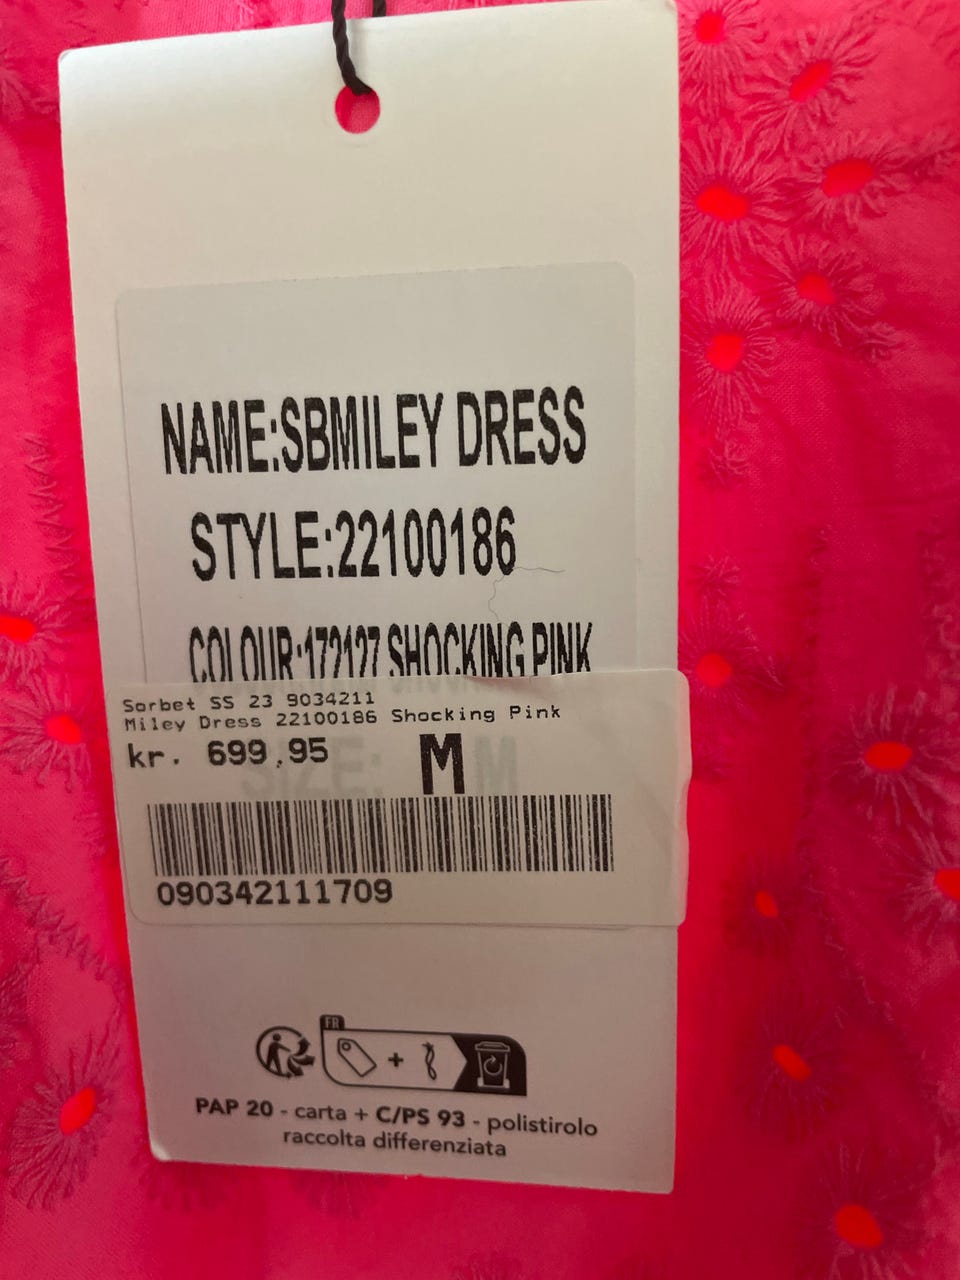 NAME:SBMILEY DRESS
STYLE:22100186
COLOUR:172127 SHOCKING PINK
Sorbet SS 23 9034211
Miley Dress 22100186 Shocking Pink
kr. 699,95 M
SIZE: M
090342111709
FR
PAP 20 - carta + C/PS 93 - polistirolo
raccolta differenziata